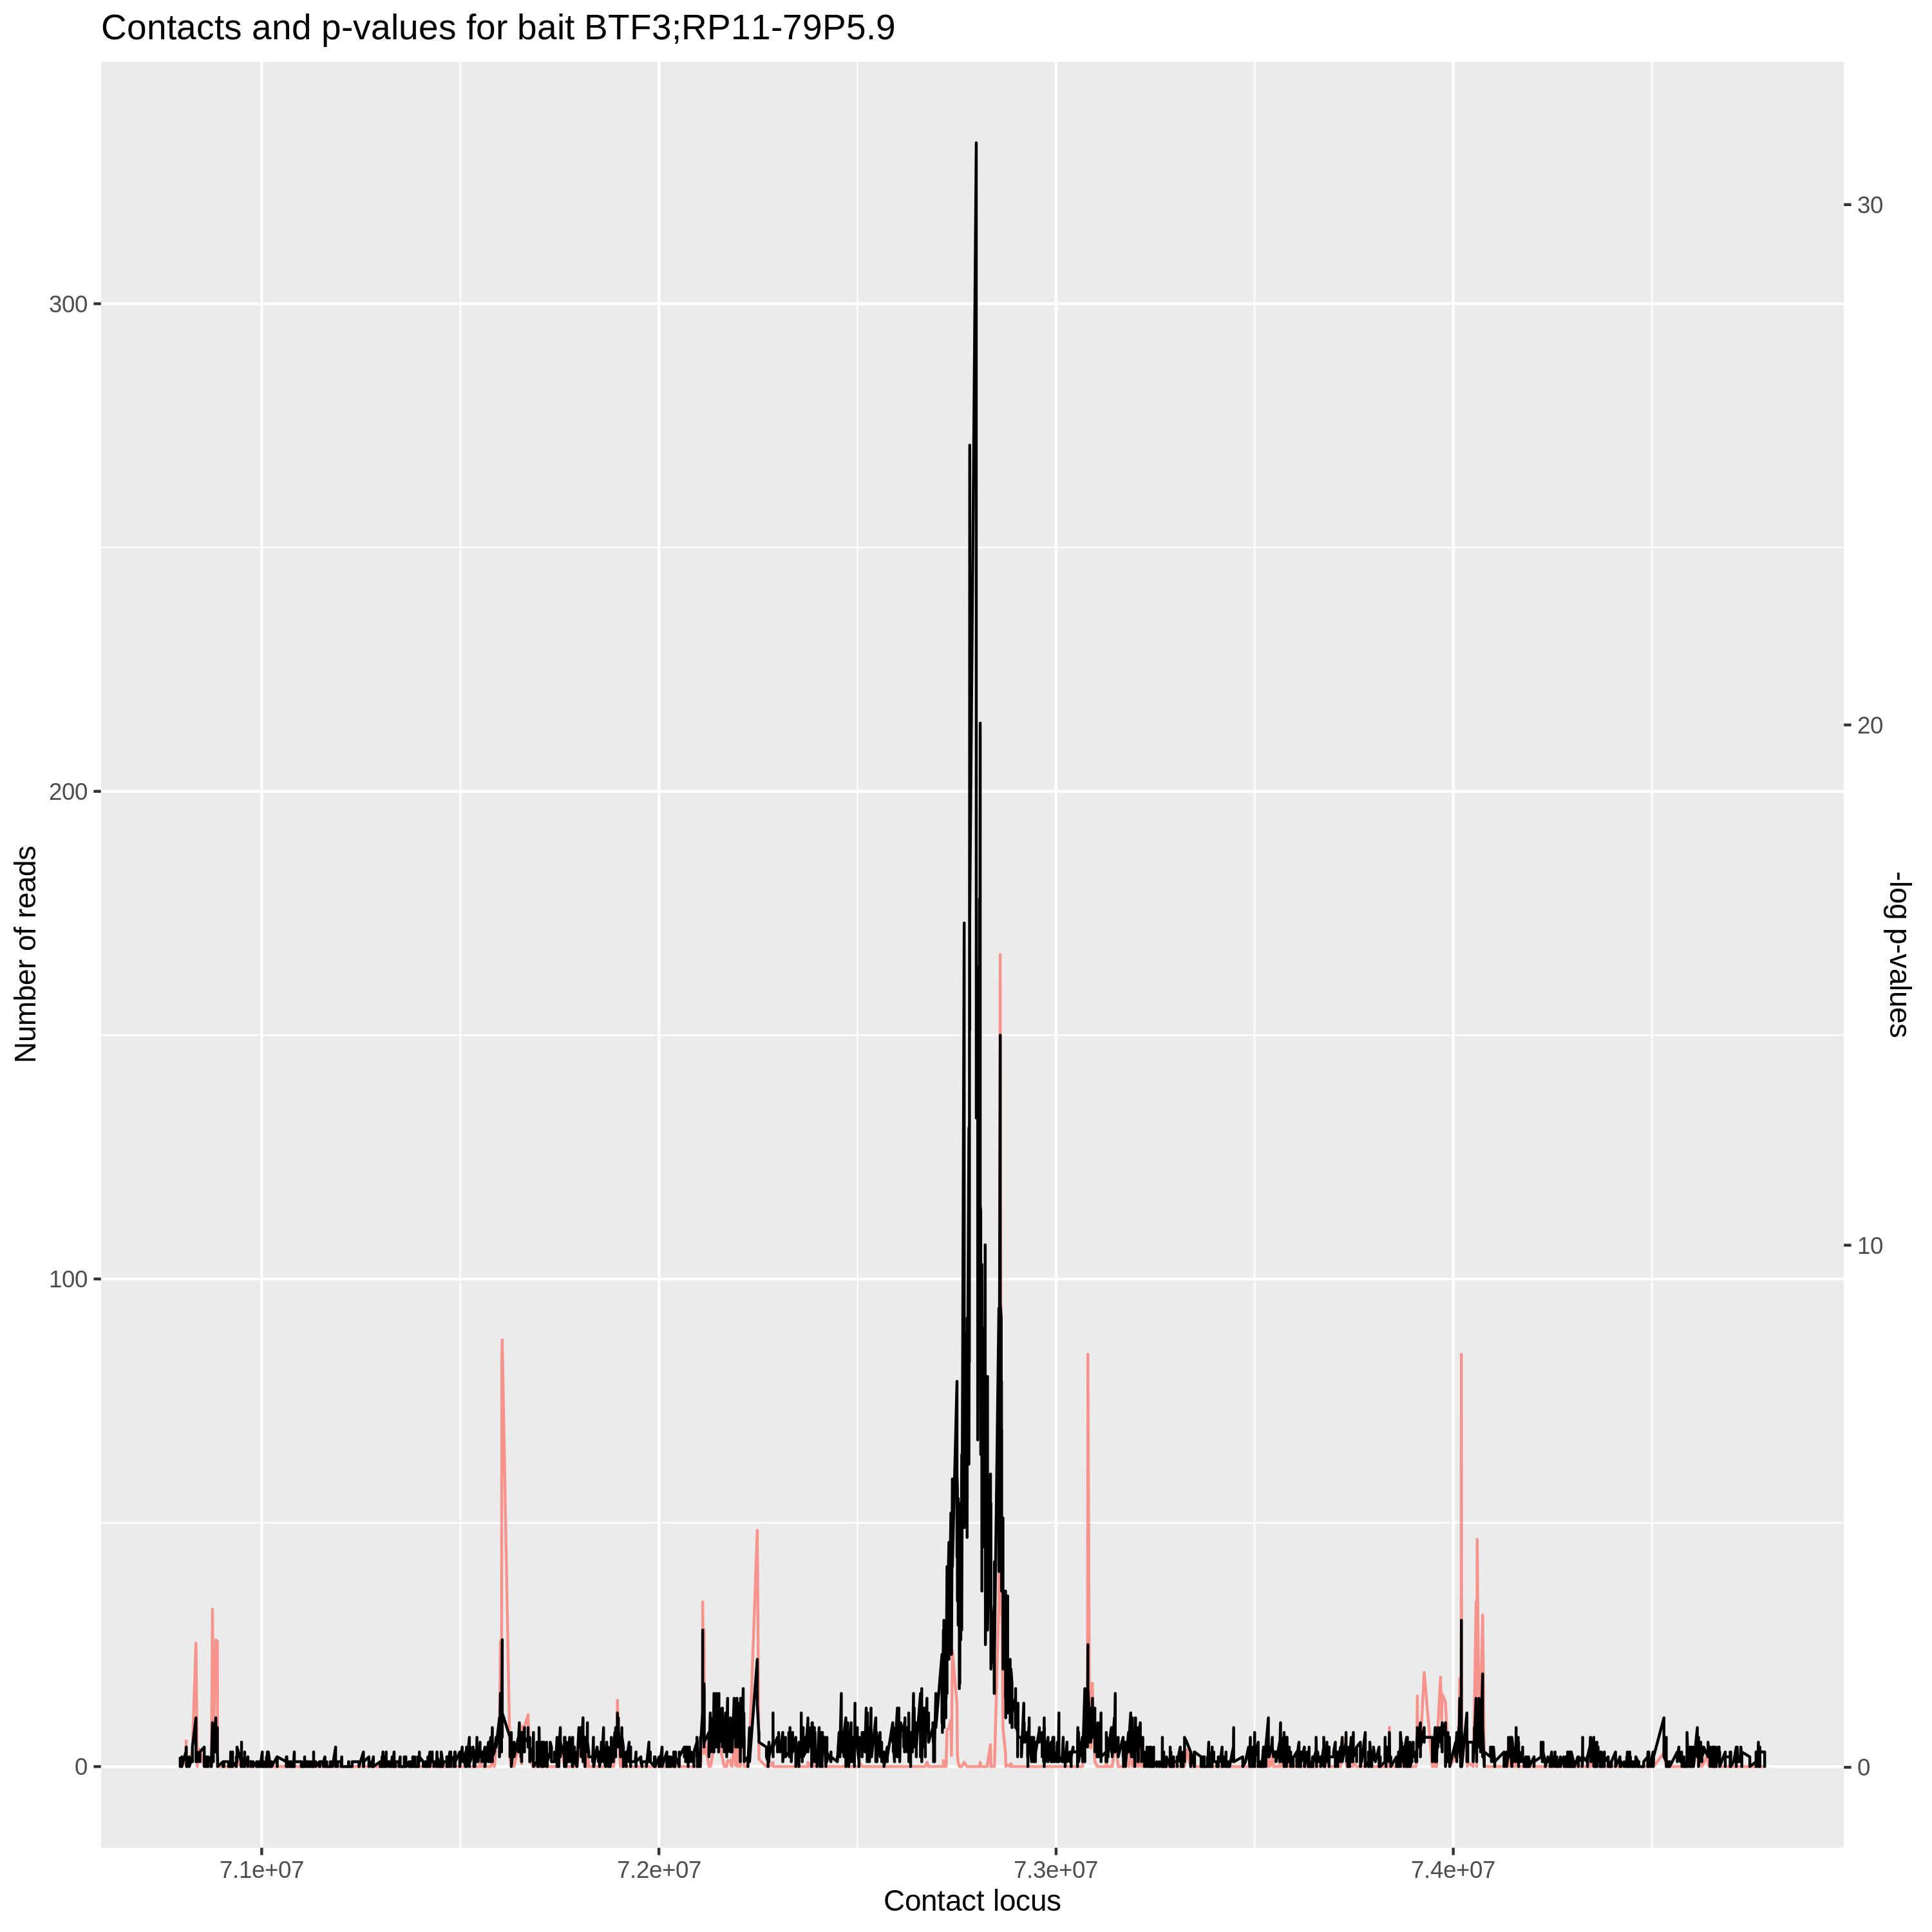 Contacts and p-values for bait BTF3;RP11-79P5.9
Number of reads
300
200
100
0
30
20
10
0
-log p-values
7.1e+07
7.2e+07
7.3e+07
7.4e+07
Contact locus